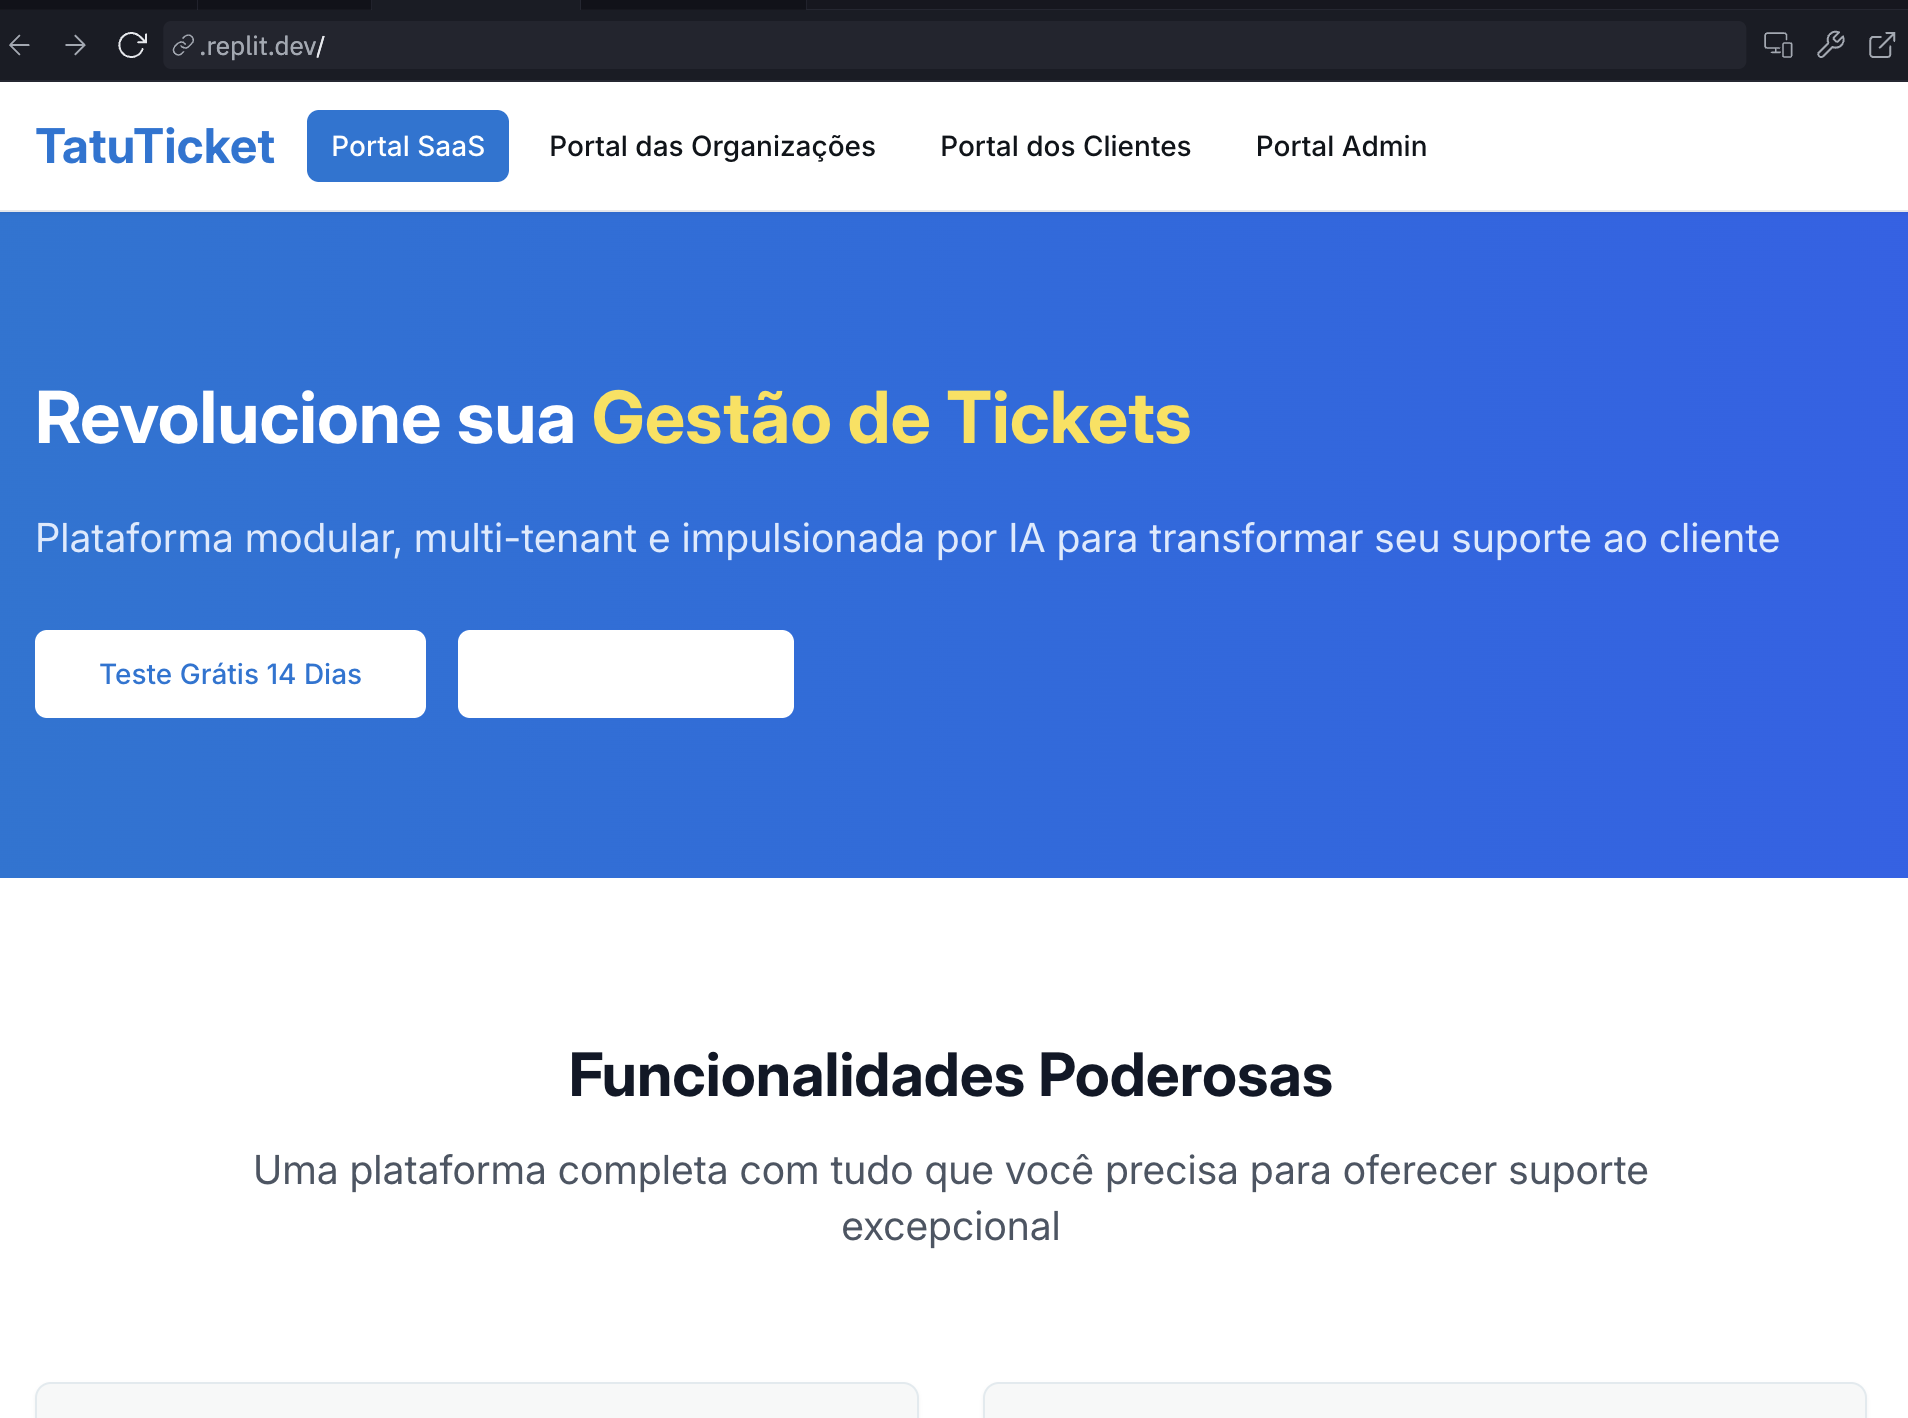 .replit.dev/
TatuTicket
Portal SaaS
Portal das Organizações
Portal dos Clientes
Portal Admin
Revolucione sua Gestão de Tickets
Plataforma modular, multi-tenant e impulsionada por IA para transformar seu suporte ao cliente
Teste Grátis 14 Dias
Funcionalidades Poderosas
Uma plataforma completa com tudo que você precisa para oferecer suporte
excepcional